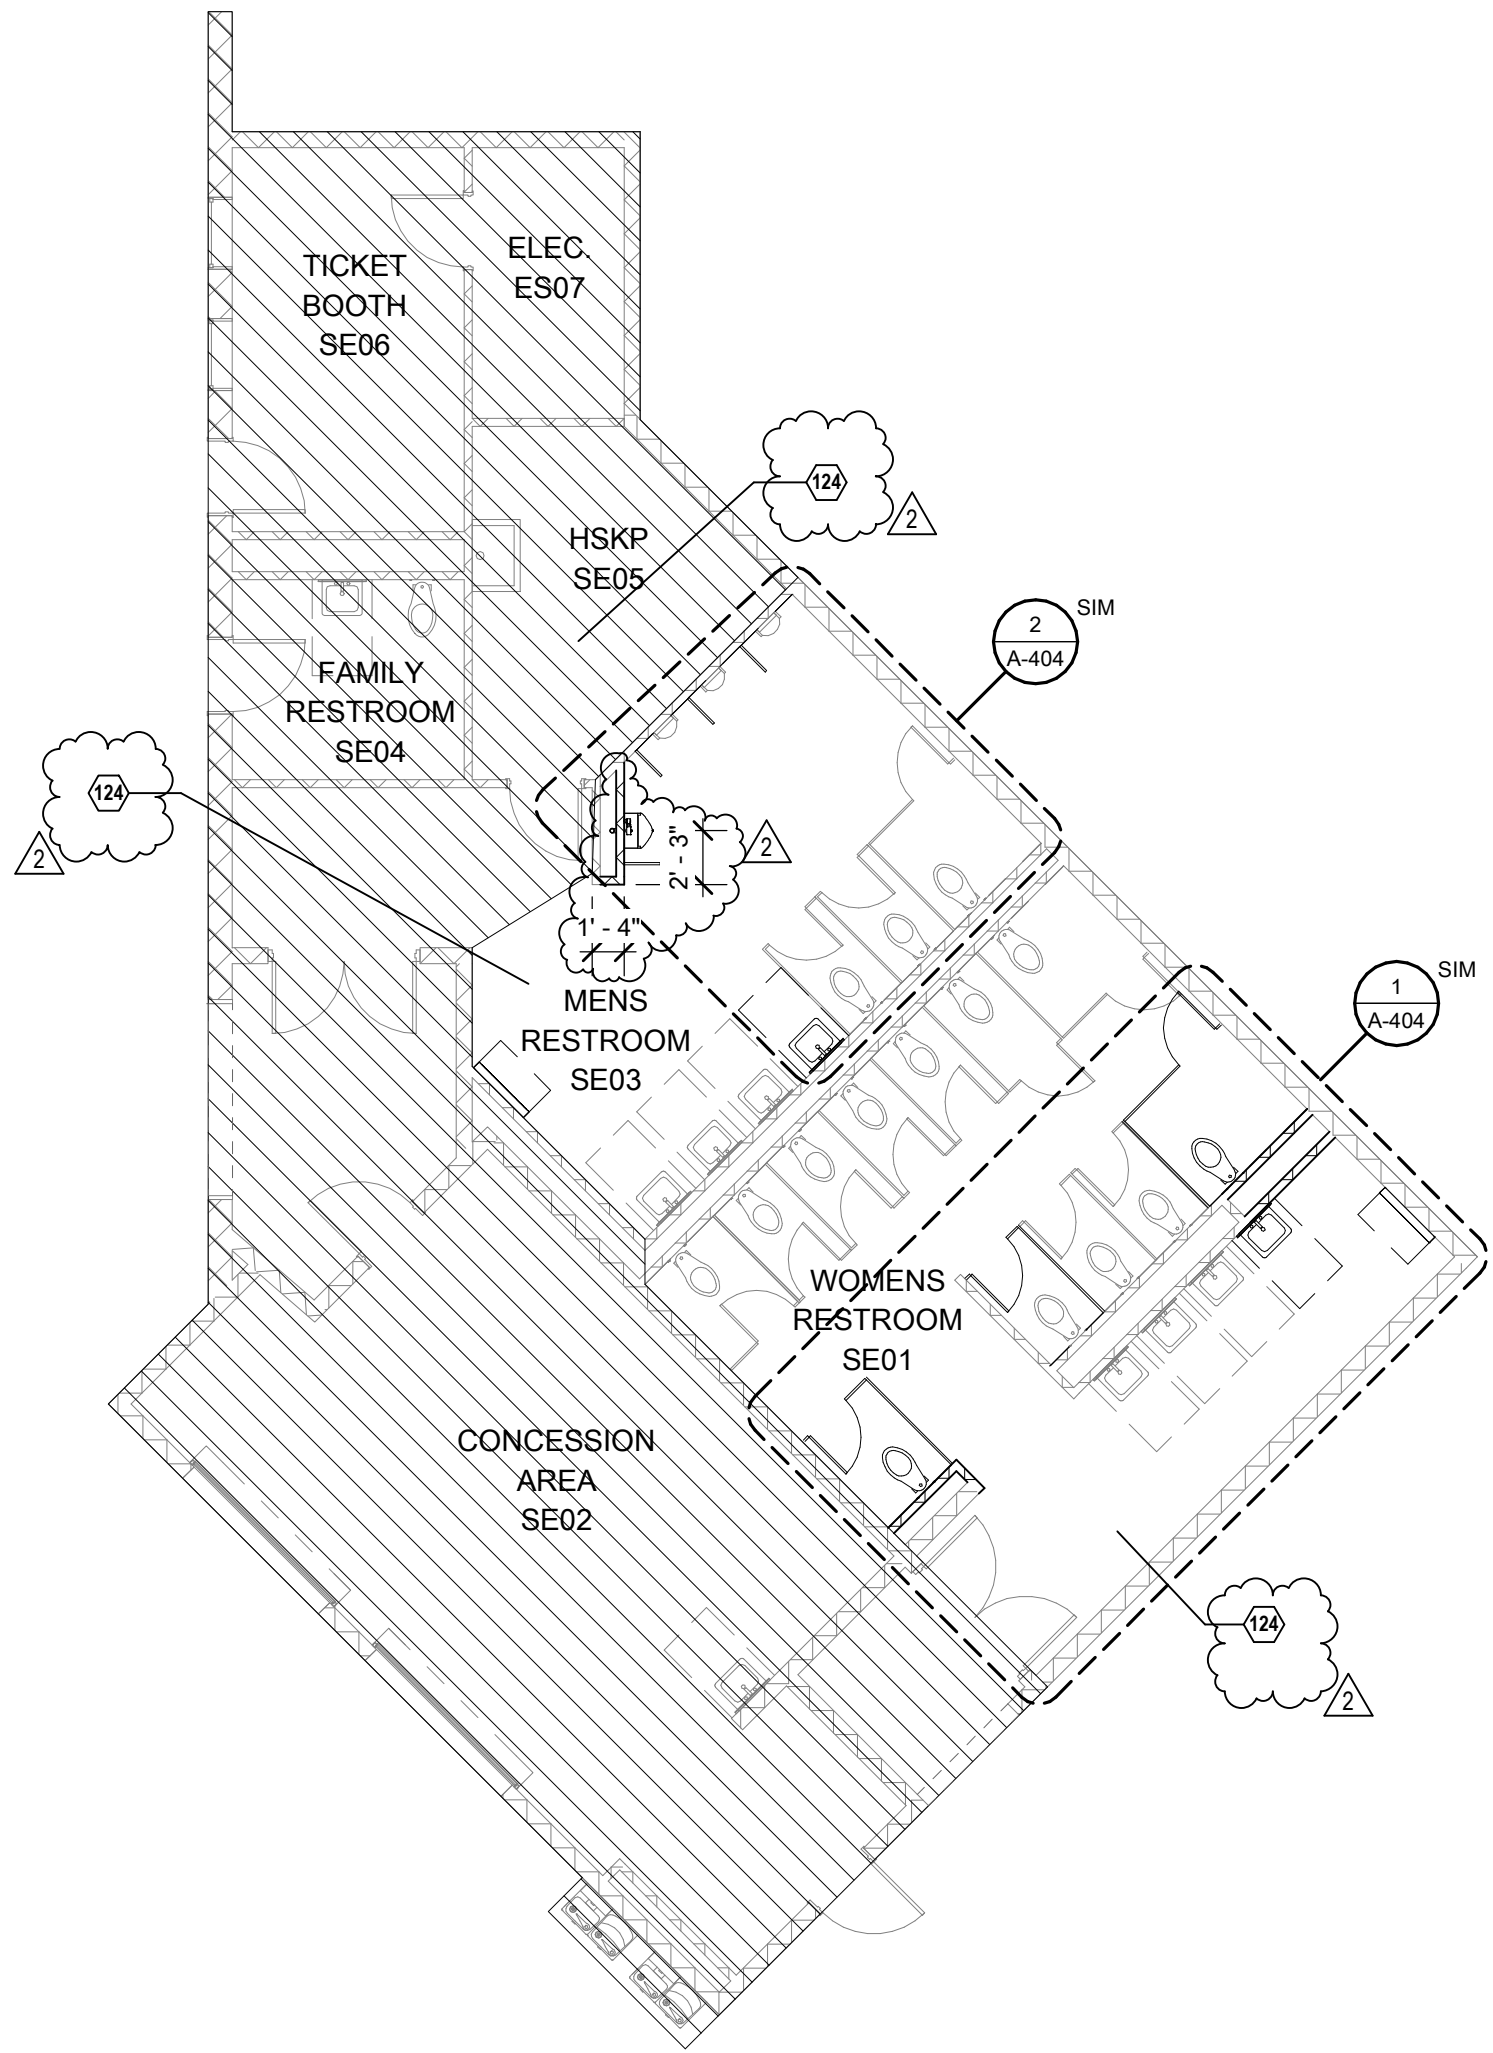 TICKET
BOOTH
SE06
ELEC.
ES07
124
2
HSKP
SE05
2
A-404
SIM
FAMILY
RESTROOM
SE04
124
2
2' - 3"
2
1' - 4"
MENS
RESTROOM
SE03
1
A-404
SIM
WOMENS
RESTROOM
SE01
CONCESSION
AREA
SE02
124
2